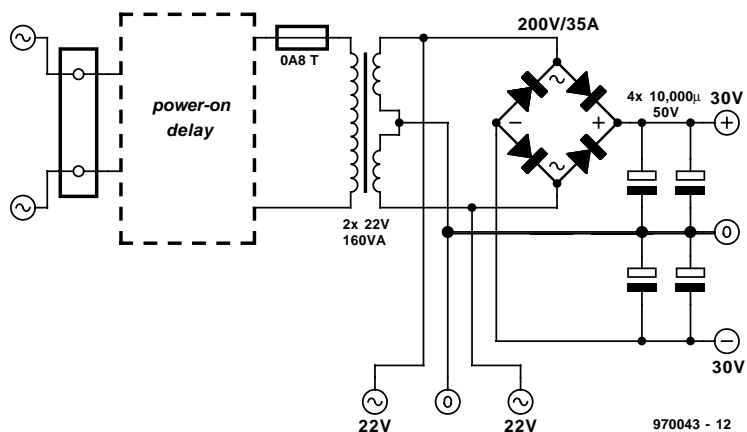 200V/35A
0A8 T
power-on
delay
4x 10,000µ
50V
30V
~
~
~
~
−
+
+
0
−
2x 22V
160VA
30V
~
0
~
22V
22V
970043 - 12